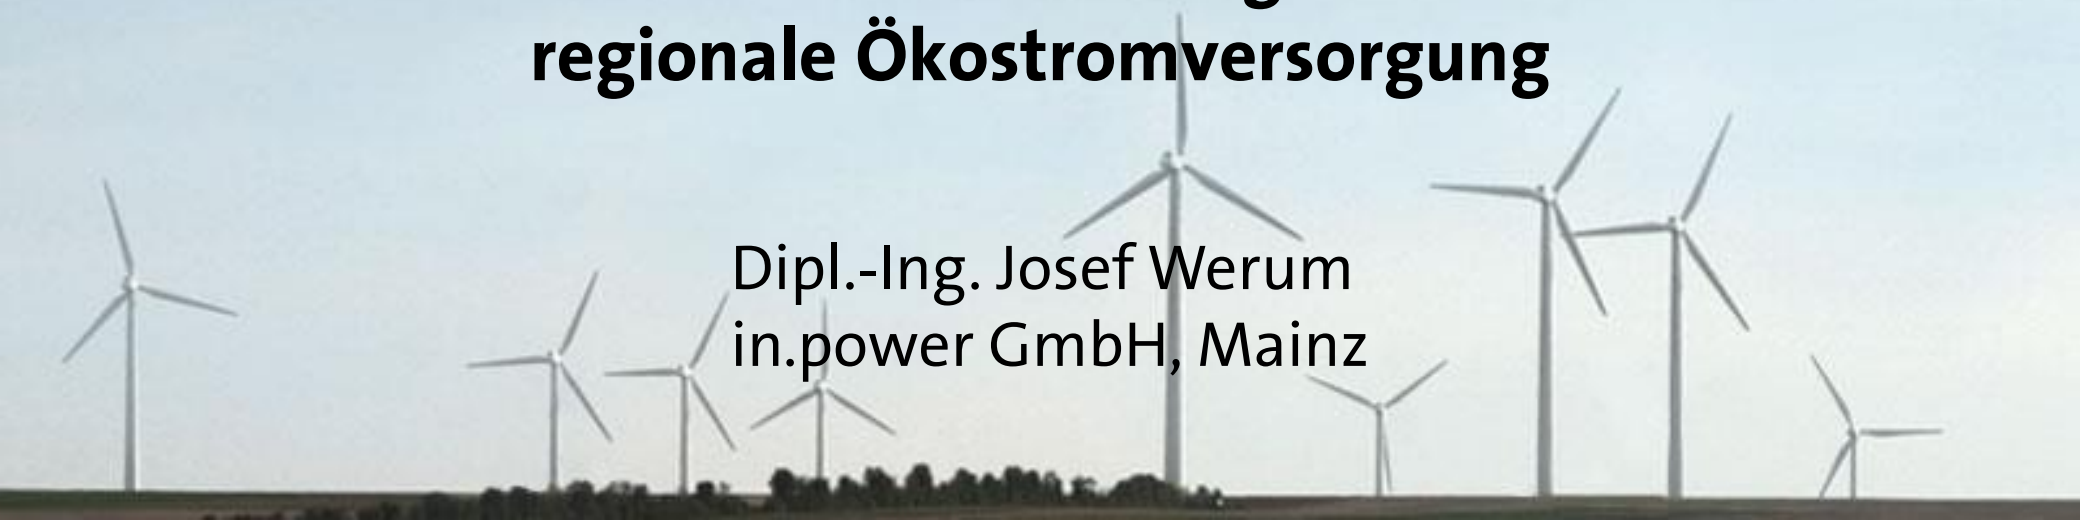 regionale Ökostromversorgung
Dipl.-Ing. Josef Werum
in.power GmbH, Mainz